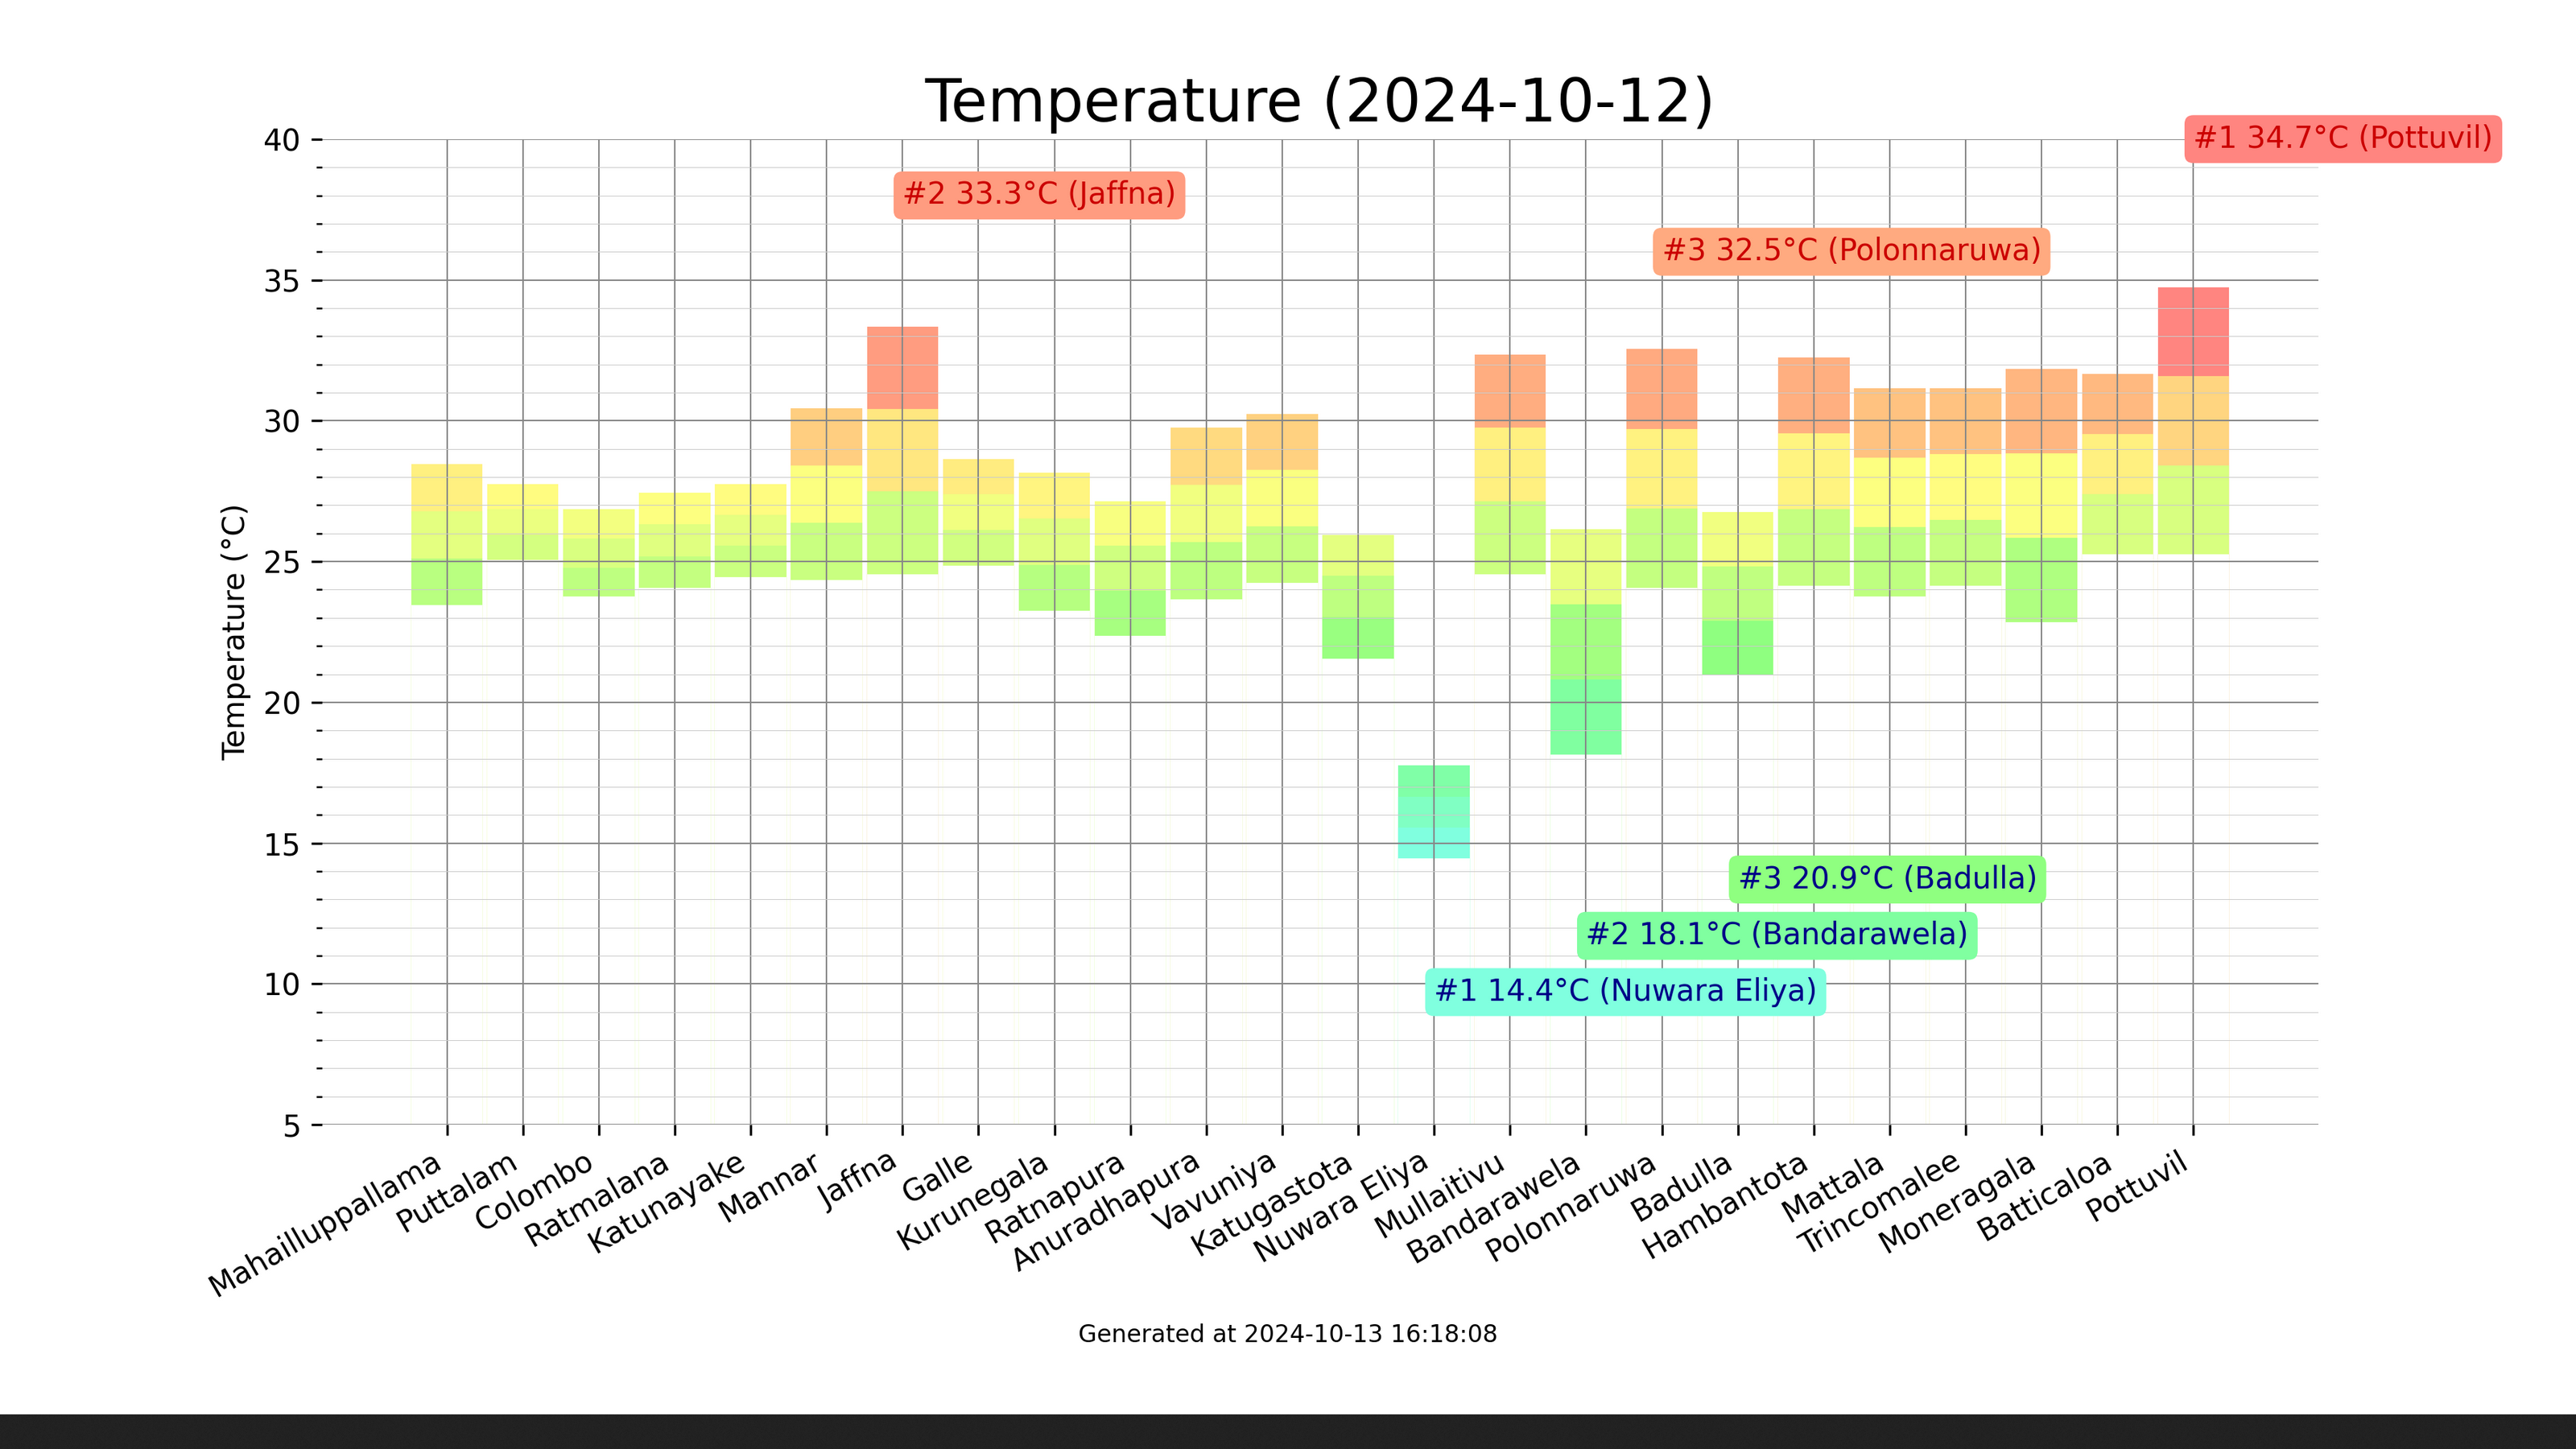 Temperature (2024-10-12)
#1 34.7°C (Pottuvil)
#2 33.3°C (Jaffna)
#3 32.5°C (Polonnaruwa)
40
35
30
25
20
15
10
5
Temperature (°C)
#3 20.9°C (Badulla)
#2 18.1°C (Bandarawela)
#1 14.4°C (Nuwara Eliya)
Mahailluppallama
Puttalam
Colombo
Ratmalana
Katunayake
Mannar
Jaffna
Galle
Kurunegala
Ratnapura
Anuradhapura
Vavuniya
Katugastota
Nuwara Eliya
Mullaitivu
Bandarawela
Polonnaruwa
Badulla
Hambantota
Mattala
Trincomalee
Moneragala
Batticaloa
Pottuvil
Generated at 2024-10-13 16:18:08